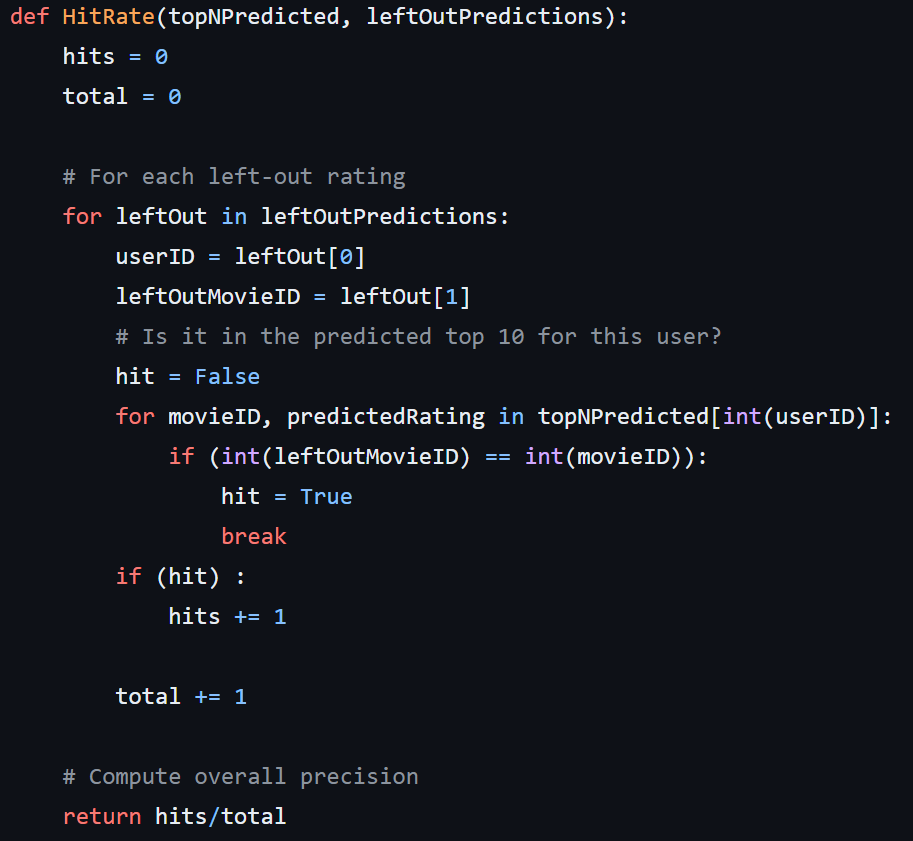 def HitRate(topNPredicted, leftOutPredictions):
    hits = 0
    total = 0

    # For each left-out rating
    for leftOut in leftOutPredictions:
        userID = leftOut[0]
        leftOutMovieID = leftOut[1]
        # Is it in the predicted top 10 for this user?
        hit = False
        for movieID, predictedRating in topNPredicted[int(userID)]:
            if (int(leftOutMovieID) == int(movieID)):
                hit = True
                break
        if (hit) :
            hits += 1

        total += 1

    # Compute overall precision
    return hits/total